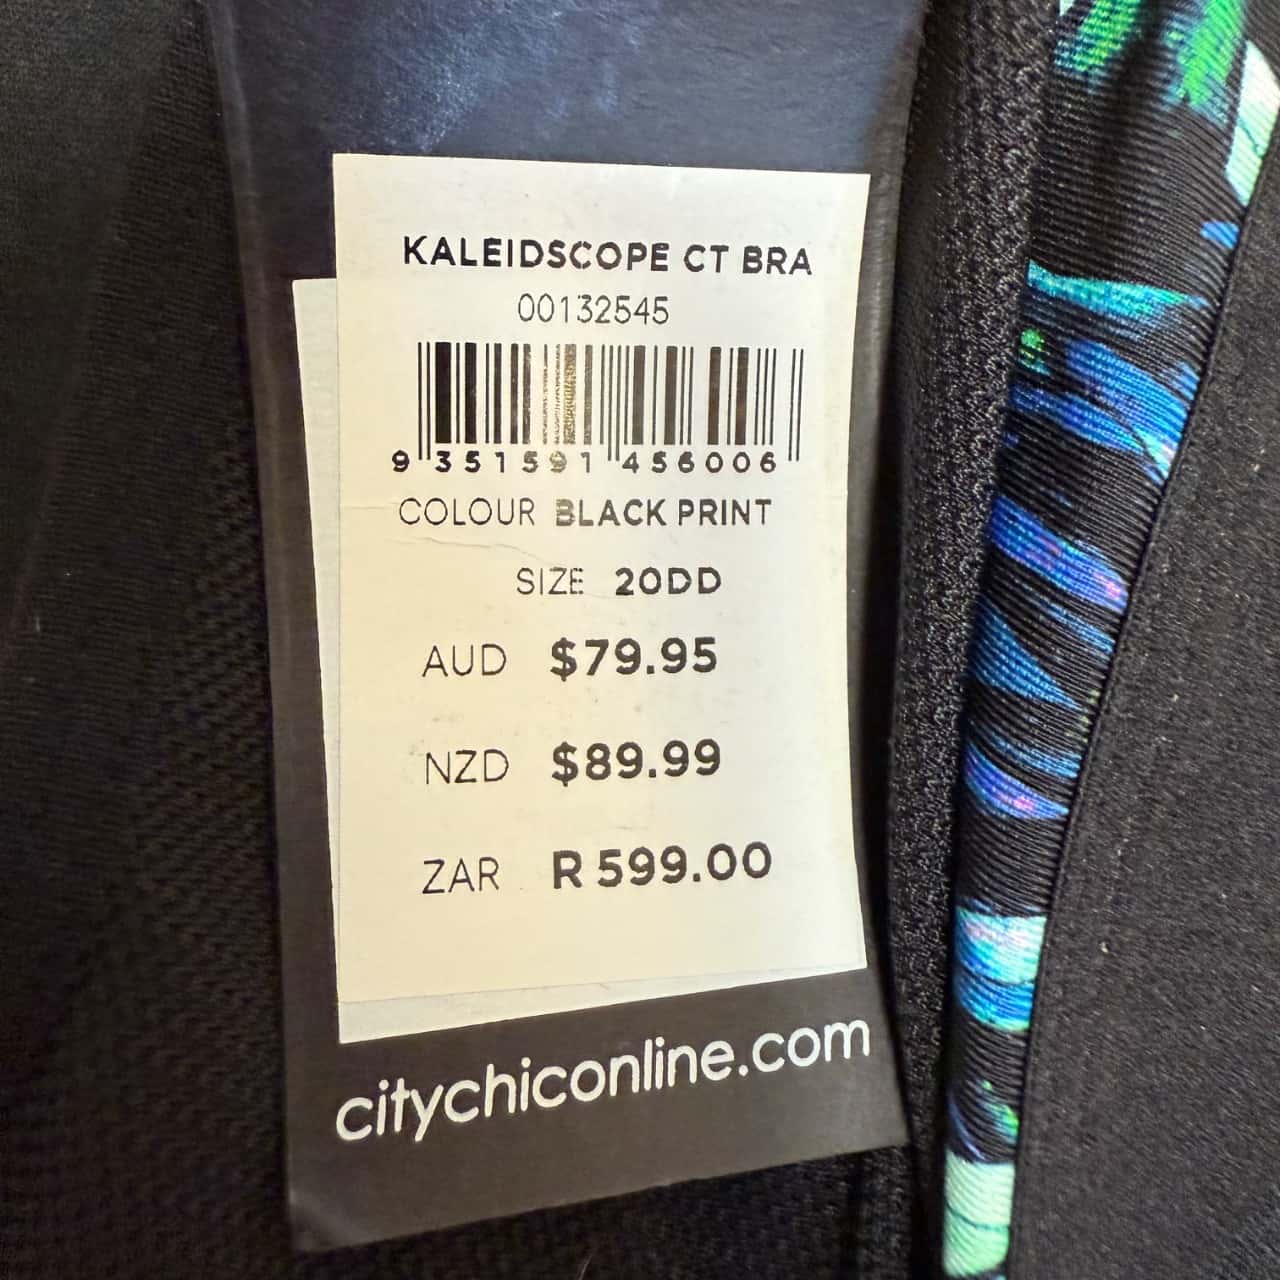 KALEIDSCOPE CT BRA
00132545
9 351591 456006
COLOUR BLACK PRINT
SIZE 20DD
AUD $79.95
NZD $89.99
ZAR R 599.00
citychiconline.com